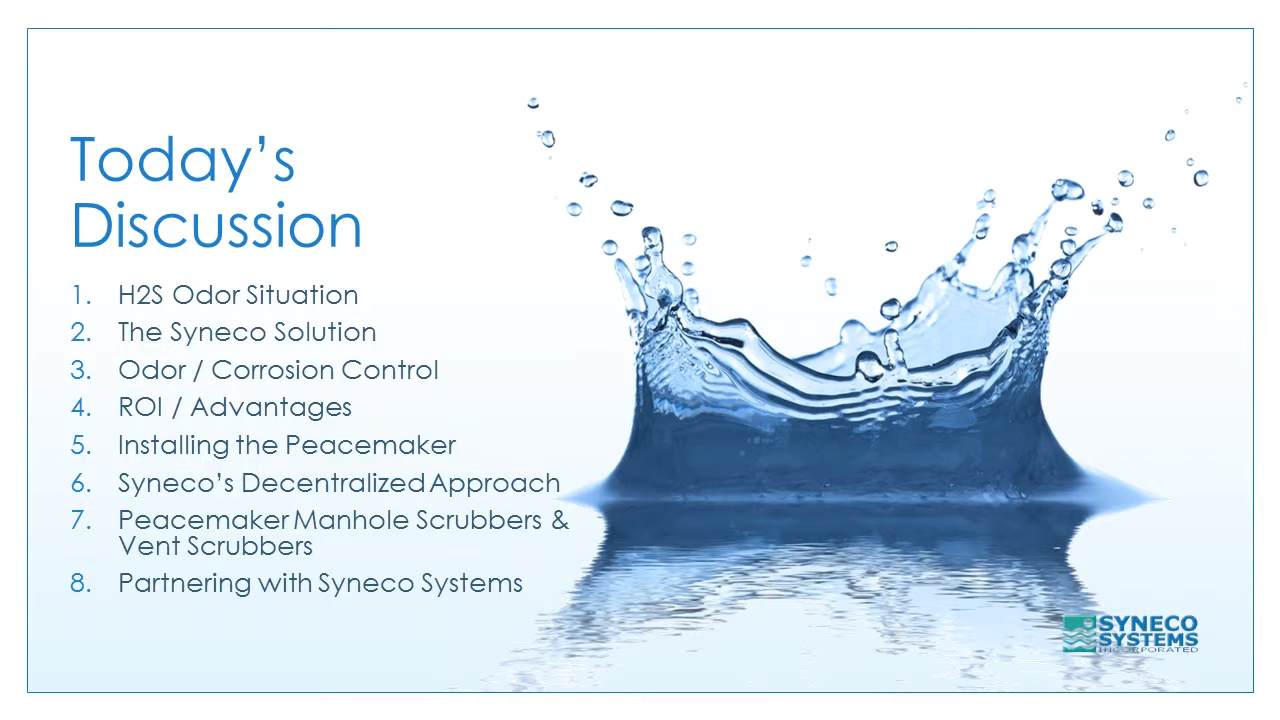 Today’s
Discussion
1. H2S Odor Situation
2. The Syneco Solution
3. Odor / Corrosion Control
4. ROI / Advantages
5. Installing the Peacemaker
6. Syneco’s Decentralized Approach
7. Peacemaker Manhole Scrubbers &
Vent Scrubbers
8. Partnering with Syneco Systems
SYNECO
SYSTEMS
INCORPORATED